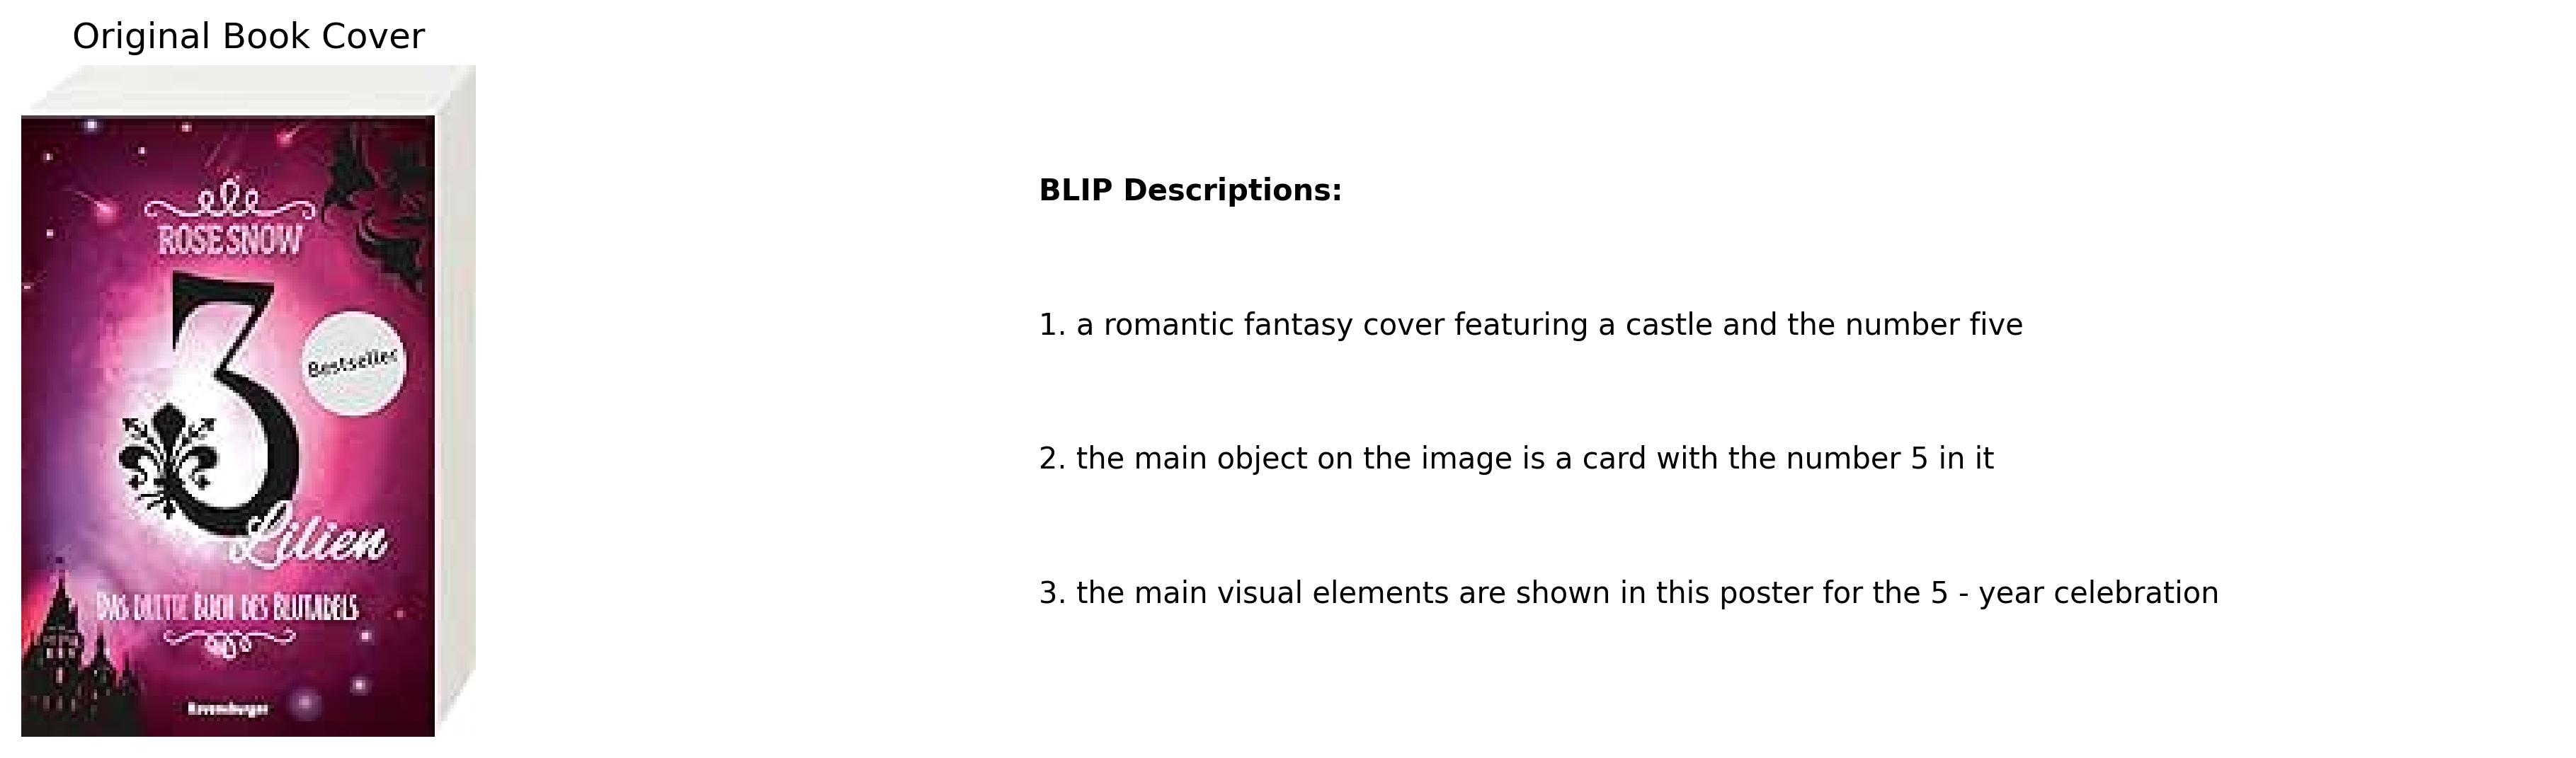 Original Book Cover
ROSE SNOW
3
Bestseller
Lilien
DAS DRITTE BUCH DES BLUTADELS
Ravensburger
BLIP Descriptions:
1. a romantic fantasy cover featuring a castle and the number five
2. the main object on the image is a card with the number 5 in it
3. the main visual elements are shown in this poster for the 5 - year celebration